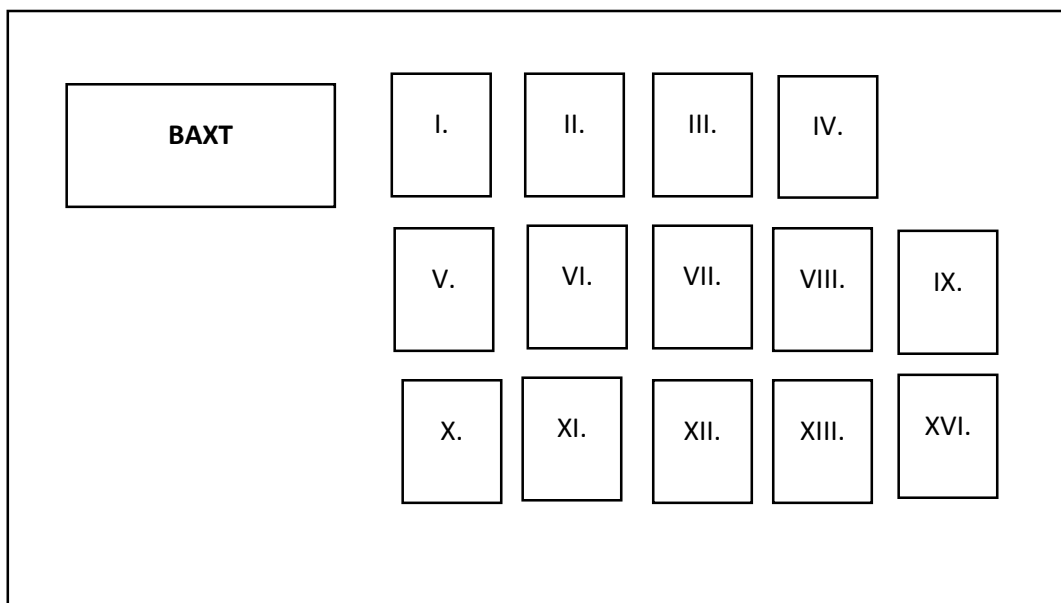 BAXT
I.
II.
III.
IV.
V.
VI.
VII.
VIII.
IX.
X.
XI.
XII.
XIII.
XVI.